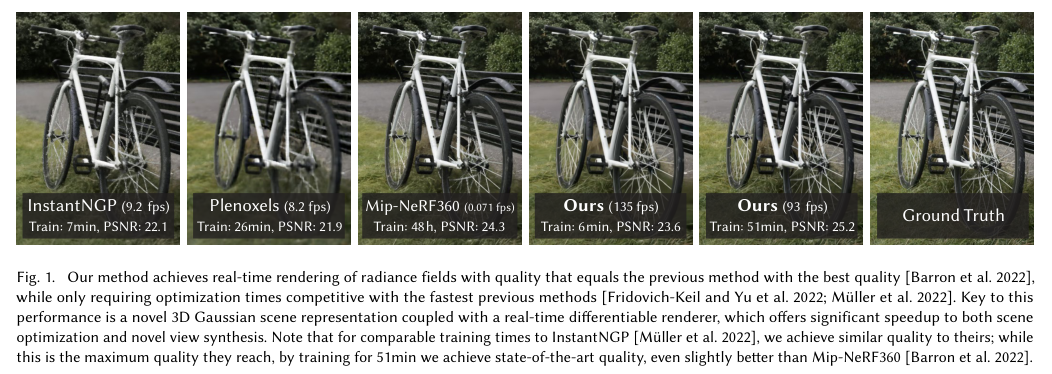 InstantNGP (9.2 fps)
Train: 7min, PSNR: 22.1
Plenoxels (8.2 fps)
Train: 26min, PSNR: 21.9
Mip-NeRF360 (0.071 fps)
Train: 48h, PSNR: 24.3
Ours (135 fps)
Train: 6min, PSNR: 23.6
Ours (93 fps)
Train: 51min, PSNR: 25.2
Ground Truth
Fig. 1. Our method achieves real-time rendering of radiance fields with quality that equals the previous method with the best quality [Barron et al. 2022],
while only requiring optimization times competitive with the fastest previous methods [Fridovich-Keil and Yu et al. 2022; Müller et al. 2022]. Key to this
performance is a novel 3D Gaussian scene representation coupled with a real-time differentiable renderer, which offers significant speedup to both scene
optimization and novel view synthesis. Note that for comparable training times to InstantNGP [Müller et al. 2022], we achieve similar quality to theirs; while
this is the maximum quality they reach, by training for 51min we achieve state-of-the-art quality, even slightly better than Mip-NeRF360 [Barron et al. 2022].